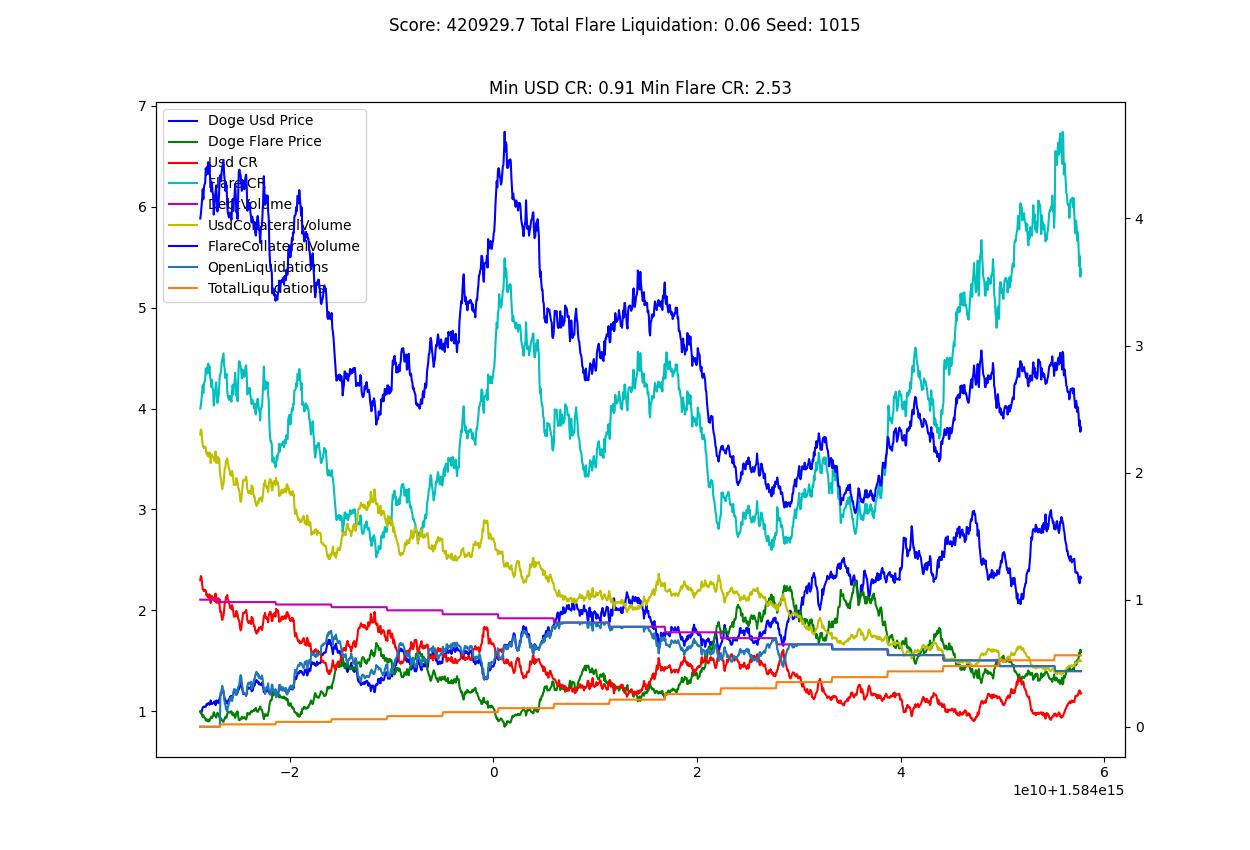 Score: 420929.7 Total Flare Liquidation: 0.06 Seed: 1015
Min USD CR: 0.91 Min Flare CR: 2.53
Doge Usd Price
Doge Flare Price
Usd CR
Flare CR
DebtVolume
UsdCollateralVolume
FlareCollateralVolume
OpenLiquidations
TotalLiquidations
7
6
5
4
3
2
1
4
3
2
1
0
−2
0
2
4
6
1e10+1.584e15